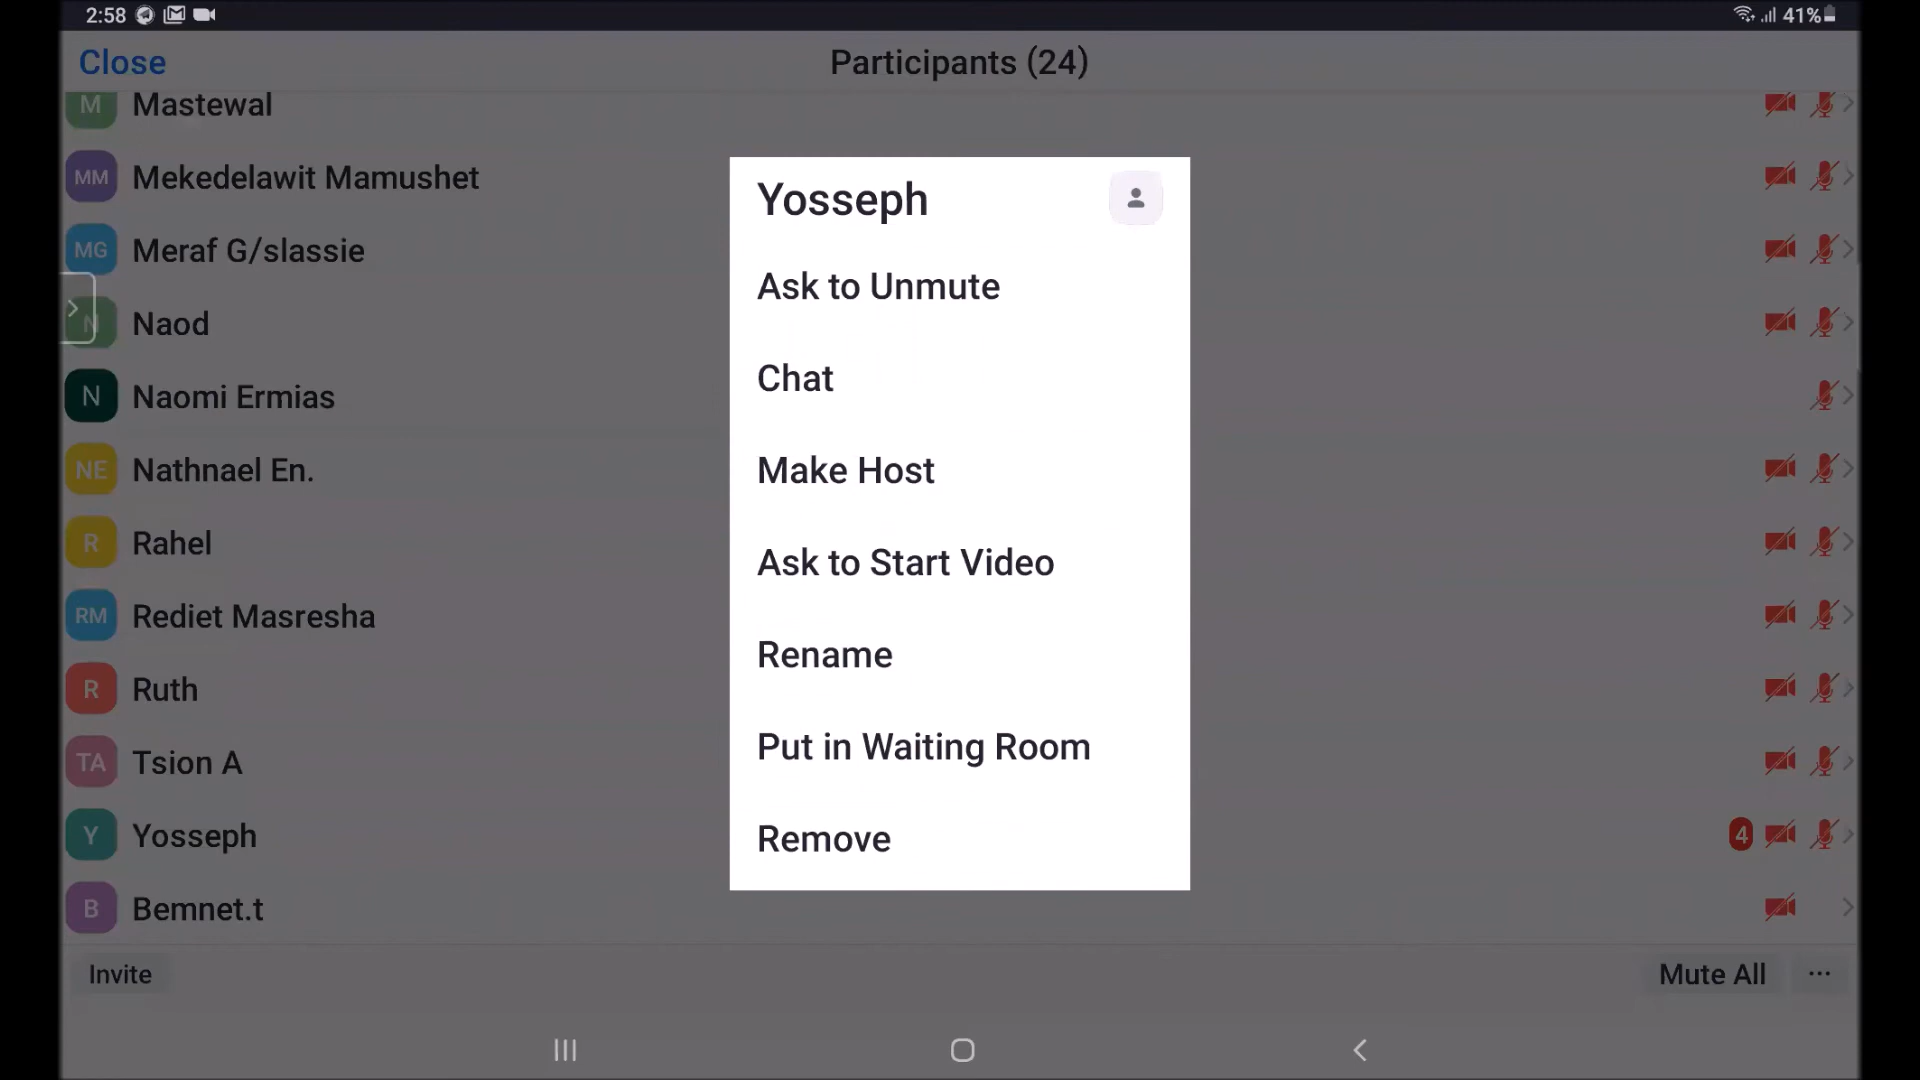 2:58 41%
Close Participants (24)
M Mastewal
MM Mekedelawit Mamushet
MG Meraf G/slassie
N Naod
N Naomi Ermias
NE Nathnael En.
R Rahel
RM Rediet Masresha
R Ruth
TA Tsion A
Y Yosseph 4
B Bemnet.t
Invite Mute All ...
Yosseph
Ask to Unmute
Chat
Make Host
Ask to Start Video
Rename
Put in Waiting Room
Remove